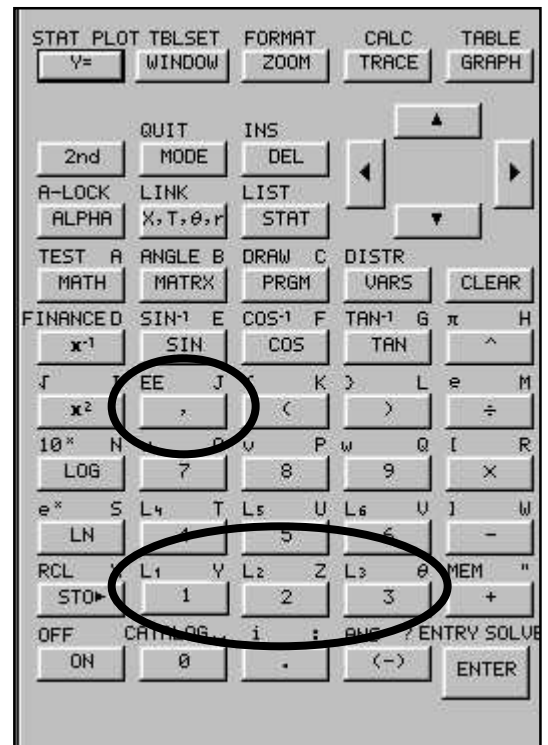 STAT PLOT TBLSET FORMAT CALC TABLE
Y= WINDOW ZOOM TRACE GRAPH
QUIT INS
2nd MODE DEL
A-LOCK LINK LIST
ALPHA X,T,θ,r STAT
TEST A ANGLE B DRAW C DISTR
MATH MATRX PRGM VARS CLEAR
FINANCE D SIN-1 E COS-1 F TAN-1 G π H
x-1 SIN COS TAN ^
√ I EE J { K } L e M
x² , ( ) ÷
10ˣ N u O v P w Q [ R
LOG 7 8 9 ×
eˣ S L4 T L5 U L6 V ] W
LN 4 5 6 −
RCL X L1 Y L2 Z L3 θ MEM "
STO► 1 2 3 +
OFF CATALOG i : ANS ? ENTRY SOLVE
ON 0 . (-) ENTER